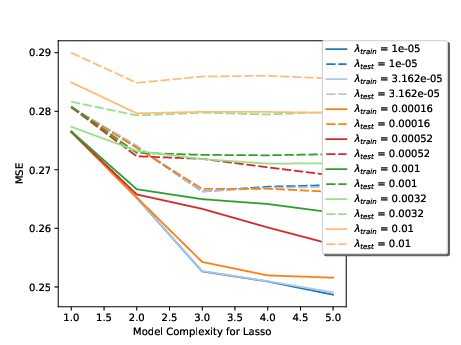 0.29
0.28
0.27
0.26
0.25
MSE
1.0
1.5
2.0
2.5
3.0
3.5
4.0
4.5
5.0
Model Complexity for Lasso
λtrain = 1e-05
λtest = 1e-05
λtrain = 3.162e-05
λtest = 3.162e-05
λtrain = 0.00016
λtest = 0.00016
λtrain = 0.00052
λtest = 0.00052
λtrain = 0.001
λtest = 0.001
λtrain = 0.0032
λtest = 0.0032
λtrain = 0.01
λtest = 0.01